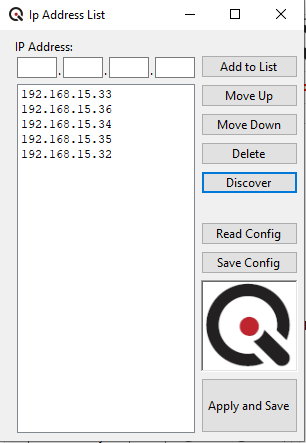 Ip Address List
IP Address:
. . .
Add to List
192.168.15.33
192.168.15.36
192.168.15.34
192.168.15.35
192.168.15.32
Move Up
Move Down
Delete
Discover
Read Config
Save Config
Apply and Save